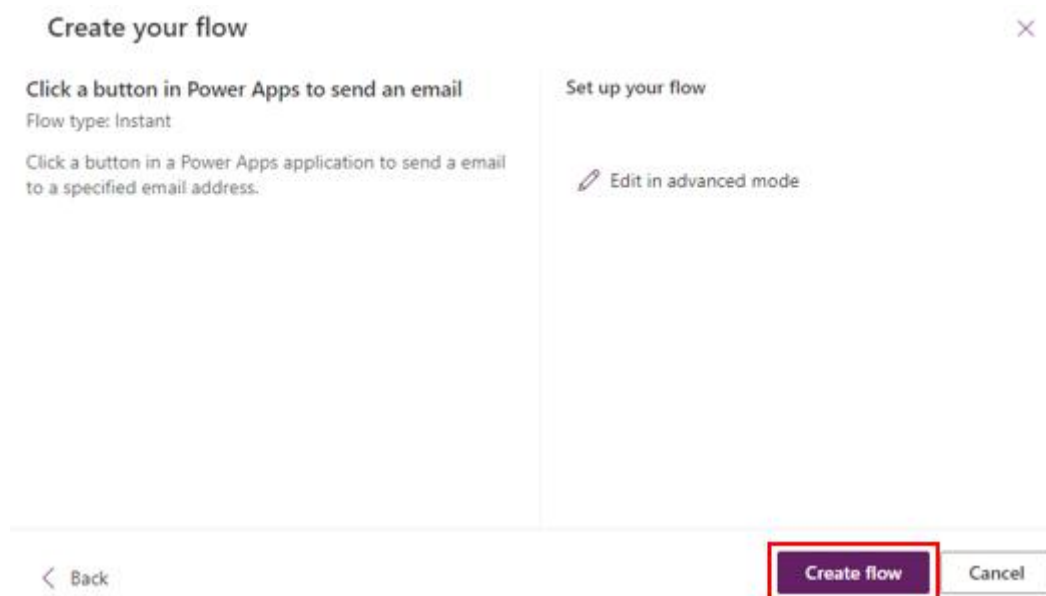 Create your flow
Click a button in Power Apps to send an email
Flow type: Instant
Click a button in a Power Apps application to send a email
to a specified email address.
Set up your flow
Edit in advanced mode
Back
Create flow
Cancel